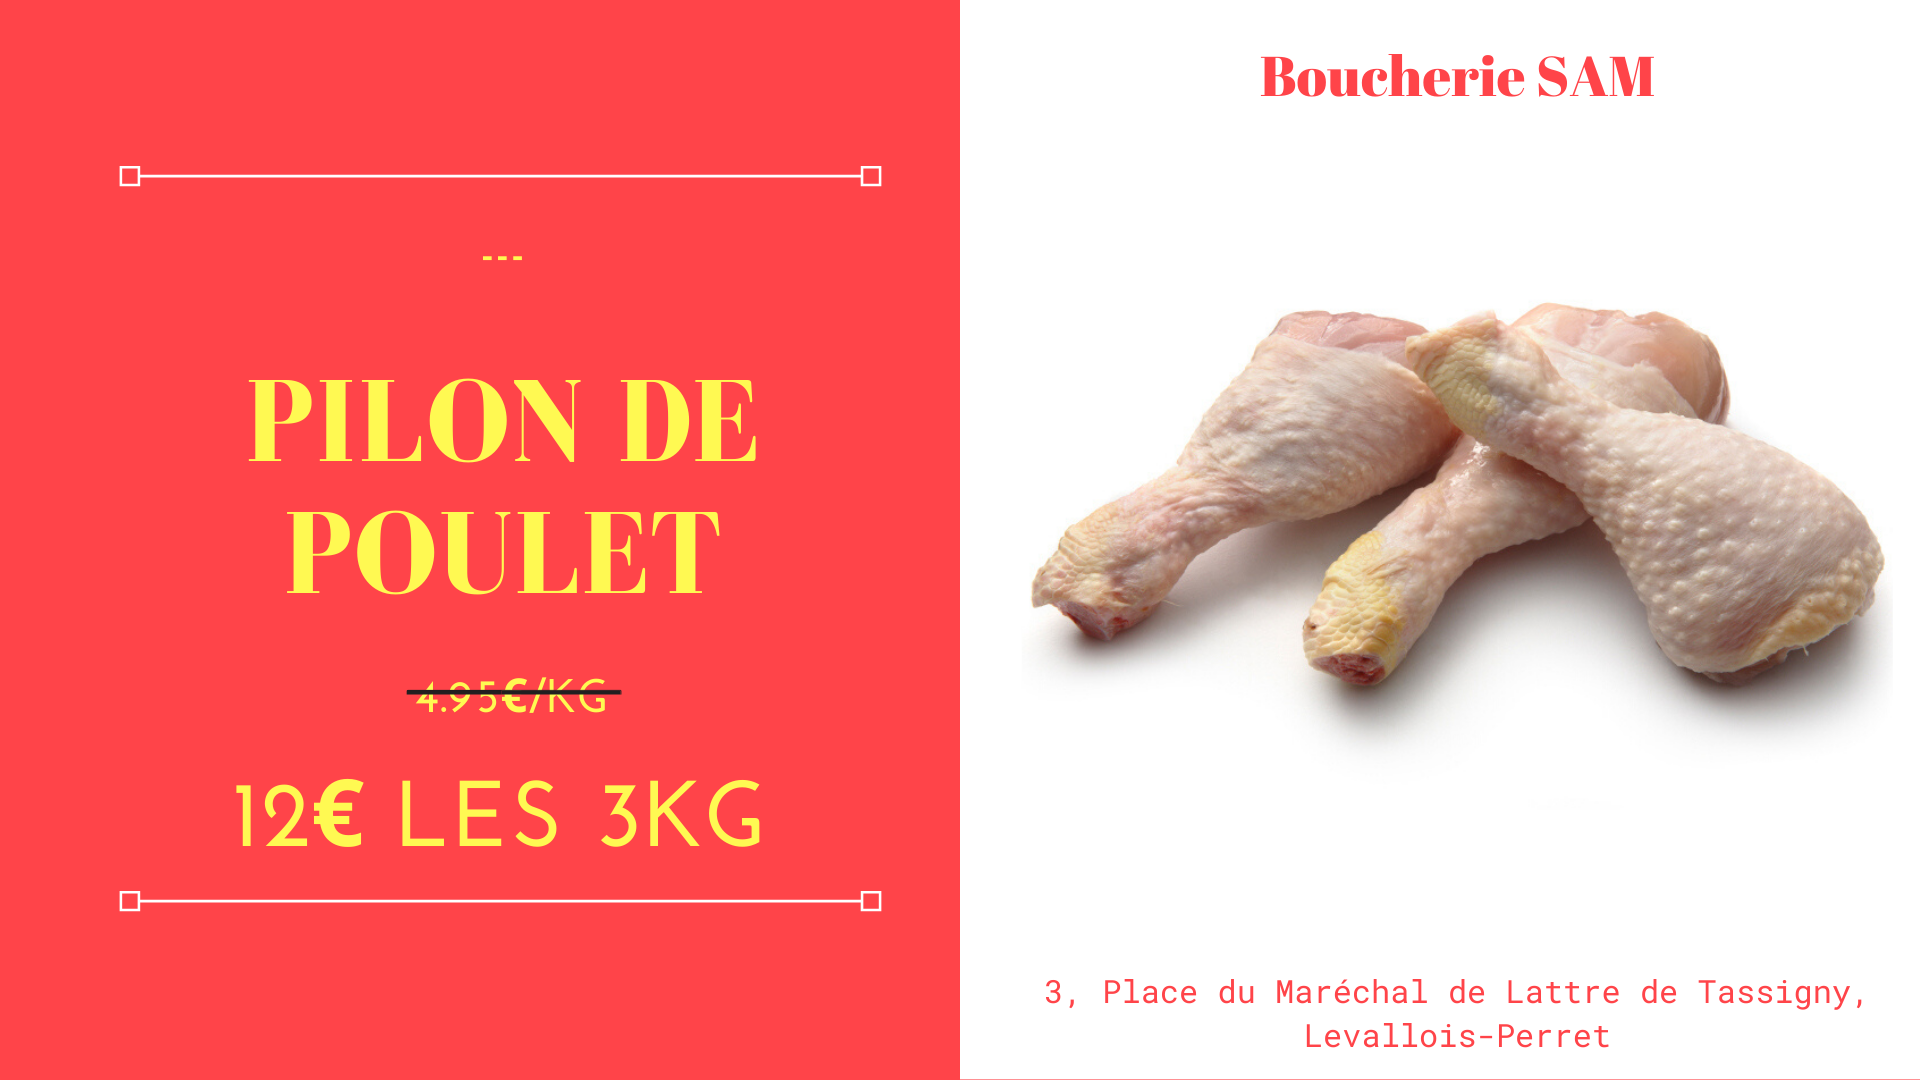 ---
PILON DE
POULET
4.95€/KG
12€ LES 3KG
Boucherie SAM
3, Place du Maréchal de Lattre de Tassigny,
Levallois-Perret